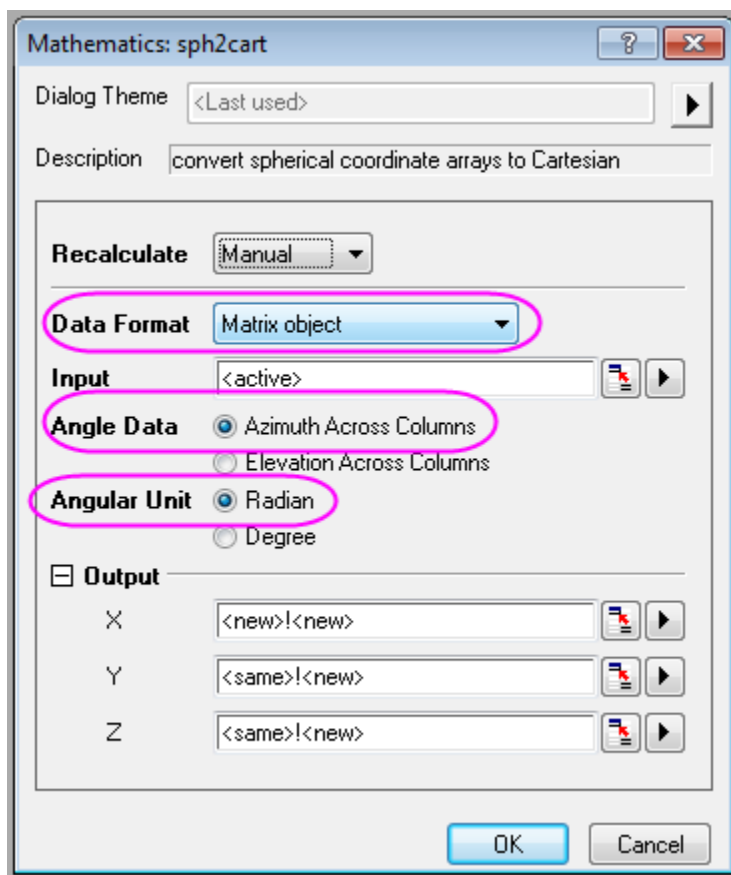 Mathematics: sph2cart
Dialog Theme <Last used>
Description convert spherical coordinate arrays to Cartesian
Recalculate Manual
Data Format Matrix object
Input <active>
Angle Data Azimuth Across Columns
Elevation Across Columns
Angular Unit Radian
Degree
Output
X <new>!<new>
Y <same>!<new>
Z <same>!<new>
OK Cancel